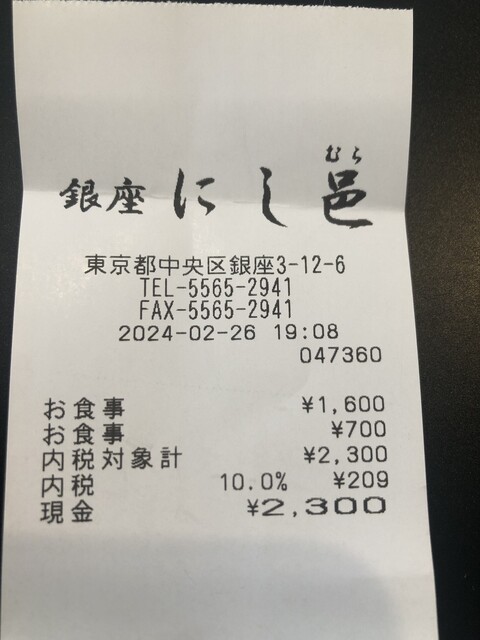 むら
銀座 にし邑
東京都中央区銀座3-12-6
TEL-5565-2941
FAX-5565-2941
2024-02-26 19:08
047360
お食事 ¥1,600
お食事 ¥700
内税対象計 ¥2,300
内税 10.0% ¥209
現金 ¥2,300